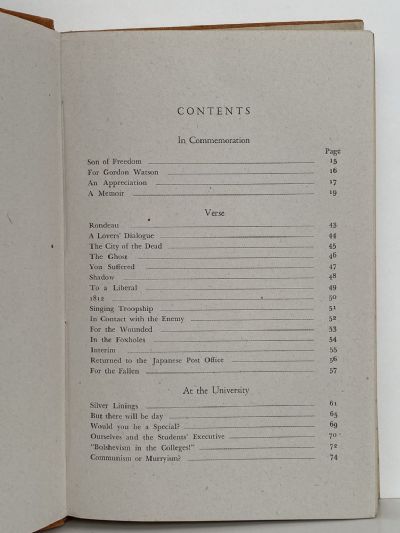 CONTENTS
In Commemoration
Page
Son of Freedom 15
For Gordon Watson 16
An Appreciation 17
A Memoir 19
Verse
Rondeau 43
A Lovers' Dialogue 44
The City of the Dead 45
The Ghost 46
You Suffered 47
Shadow 48
To a Liberal 49
1812 50
Singing Troopship 51
In Contact with the Enemy 52
For the Wounded 53
In the Foxholes 54
Interim 55
Returned to the Japanese Post Office 56
For the Fallen 57
At the University
Silver Linings 61
But there will be day 65
Would you be a Special? 69
Ourselves and the Students' Executive 70
"Bolshevism in the Colleges!" 72
Communism or Murryism? 74